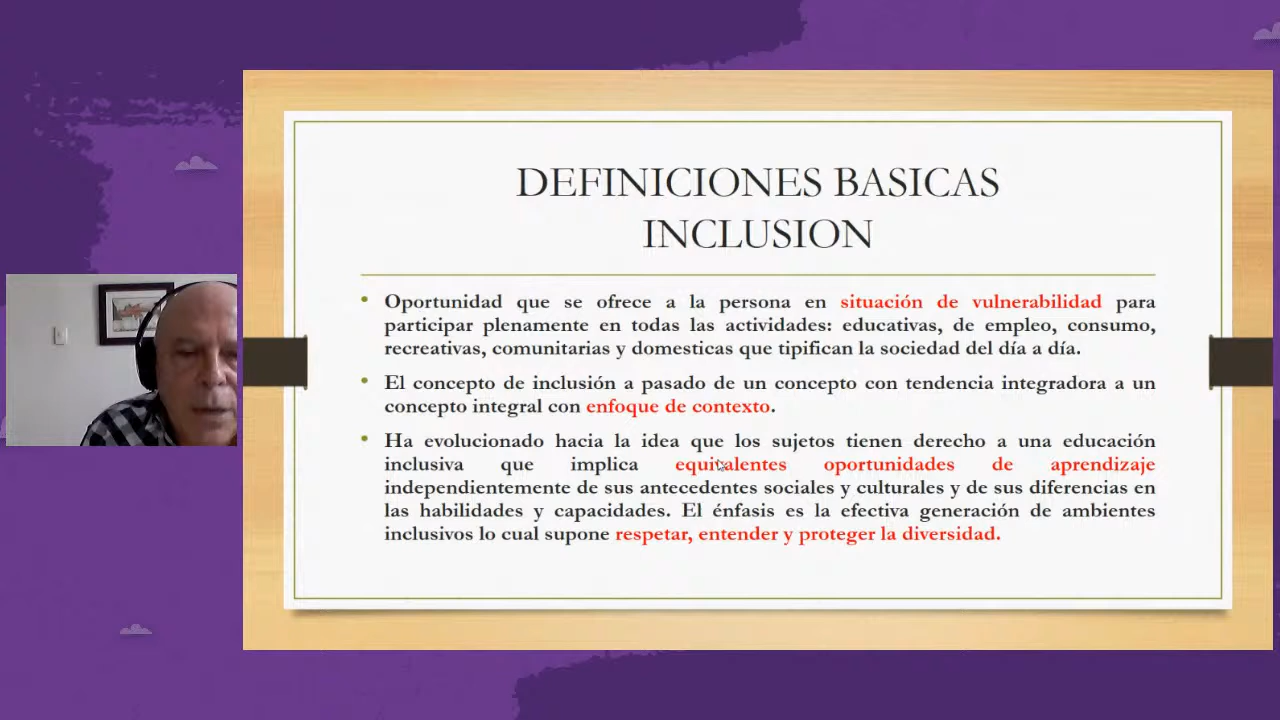 DEFINICIONES BASICAS
INCLUSION
• Oportunidad que se ofrece a la persona en situación de vulnerabilidad para
participar plenamente en todas las actividades: educativas, de empleo, consumo,
recreativas, comunitarias y domesticas que tipifican la sociedad del día a día.
• El concepto de inclusión a pasado de un concepto con tendencia integradora a un
concepto integral con enfoque de contexto.
• Ha evolucionado hacia la idea que los sujetos tienen derecho a una educación
inclusiva que implica equivalentes oportunidades de aprendizaje
independientemente de sus antecedentes sociales y culturales y de sus diferencias en
las habilidades y capacidades. El énfasis es la efectiva generación de ambientes
inclusivos lo cual supone respetar, entender y proteger la diversidad.